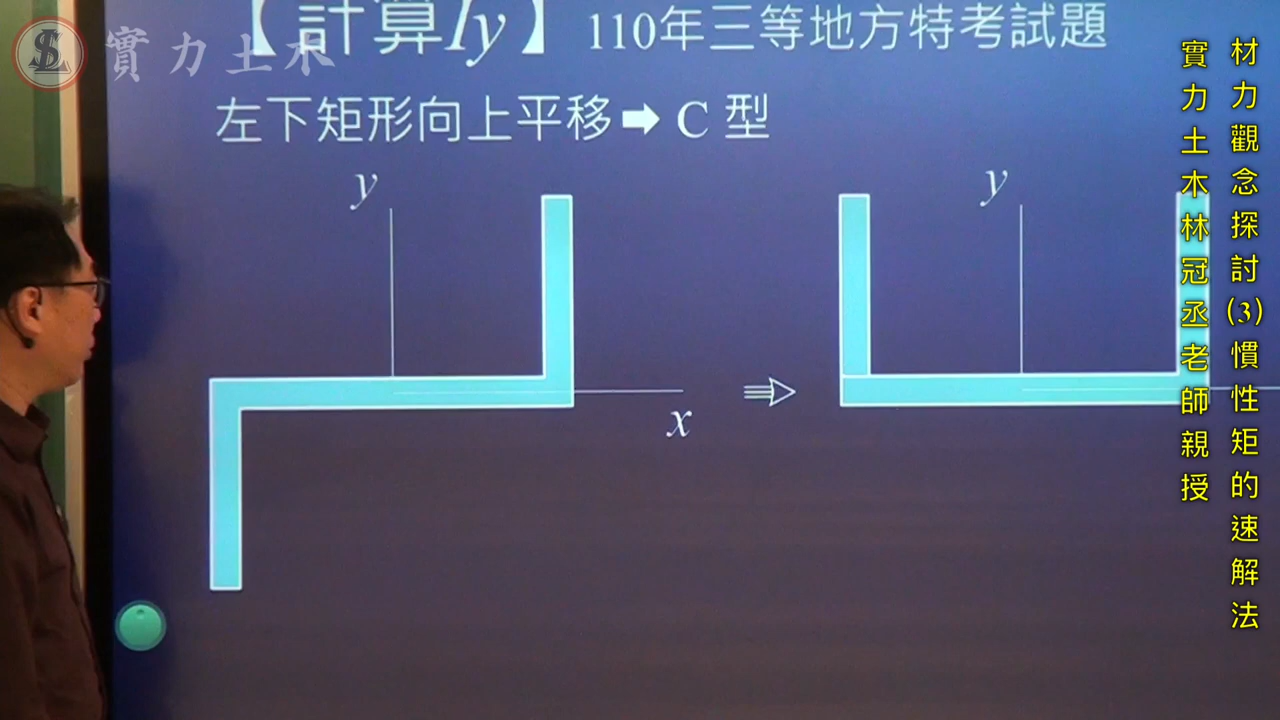 【計算Iy】110年三等地方特考試題
實力土木
左下矩形向上平移➡C 型
y
x
y
材力觀念探討(3)慣性矩的速解法
實力土木林冠丞老師親授